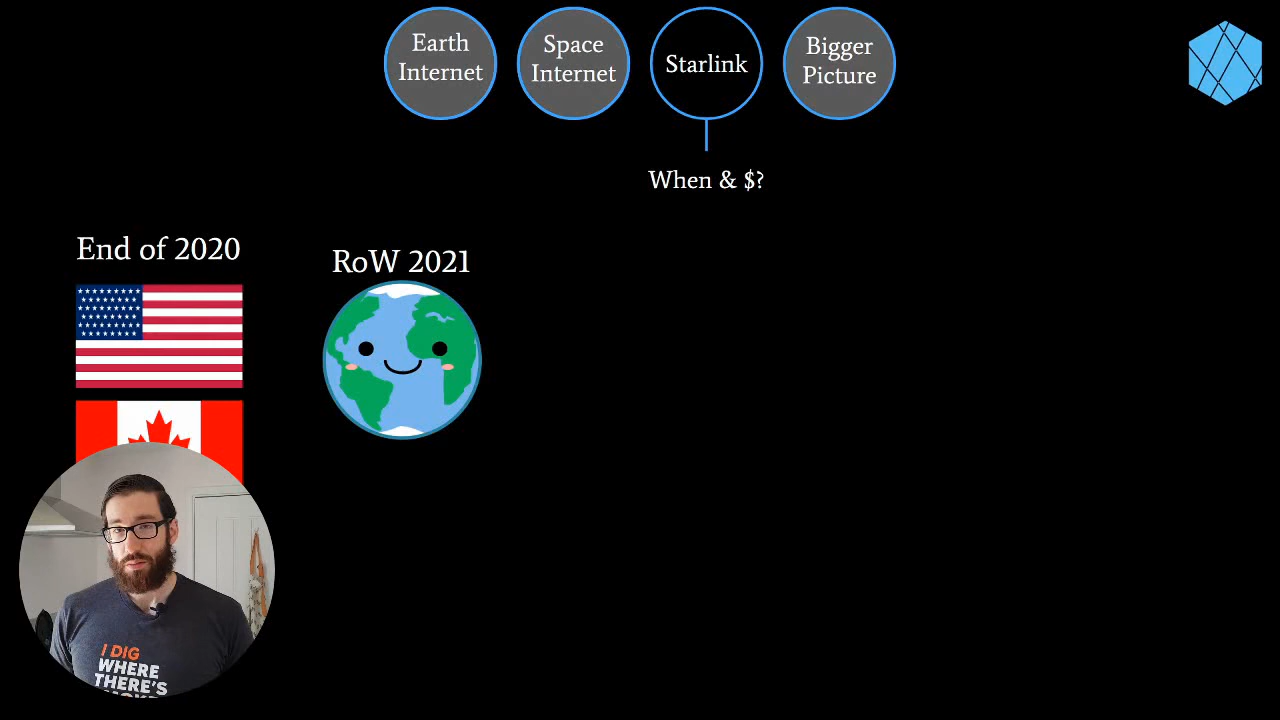 Earth
Internet
Space
Internet
Starlink
Bigger
Picture
When & $?
End of 2020
RoW 2021
I DIG
WHERE
THERE'S